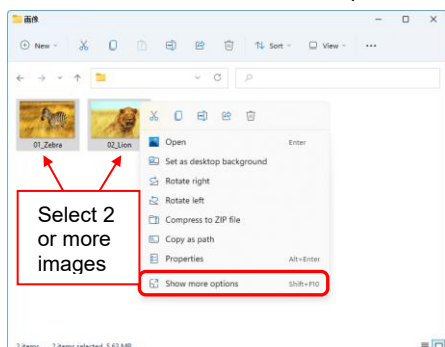 画像
New
Sort
View
01_Zebra
02_Lion
Open Enter
Set as desktop background
Rotate right
Rotate left
Compress to ZIP file
Copy as path
Properties Alt+Enter
Show more options Shift+F10
Select 2
or more
images
2 items 2 items selected 5.63 MB